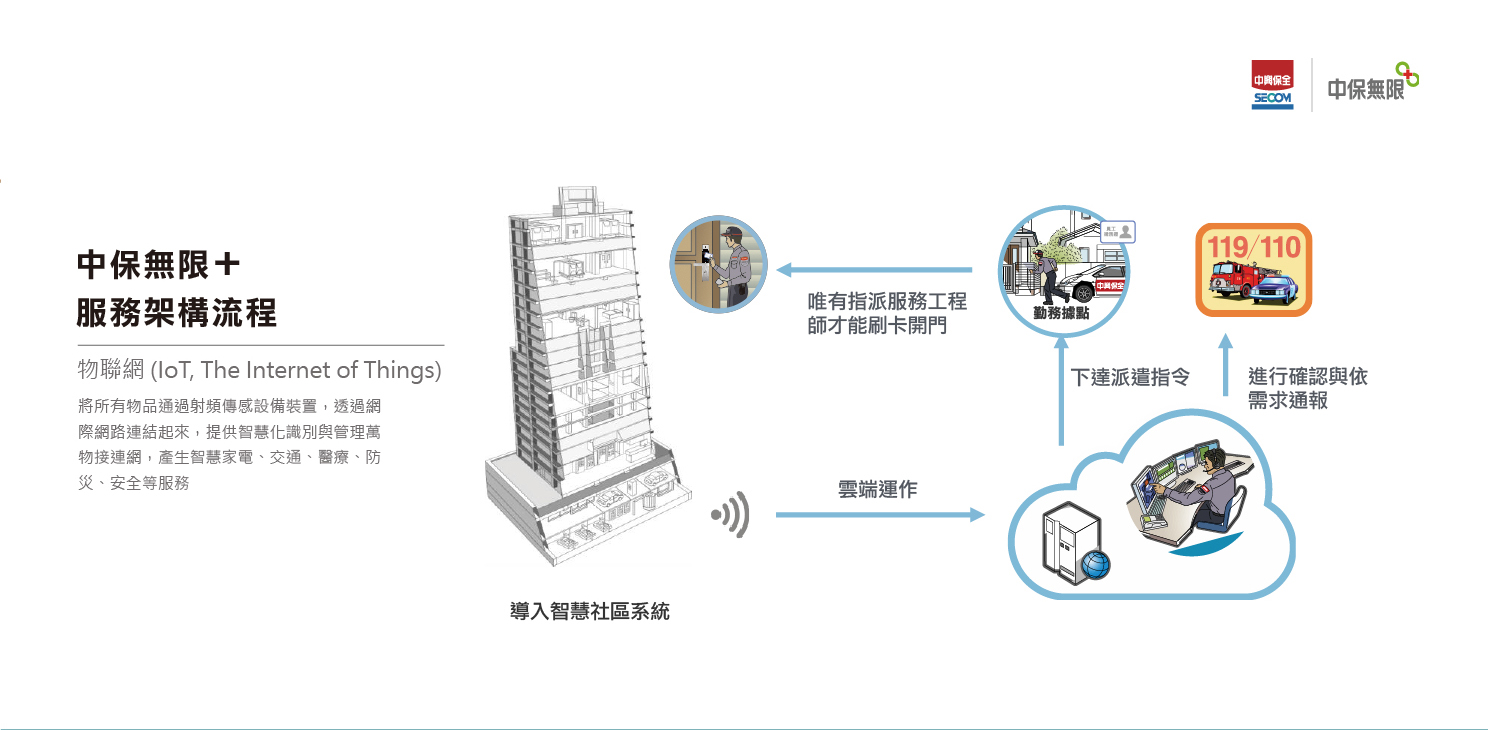 中興保全
SECOM
中保無限+
中保無限+
服務架構流程
物聯網 (IoT, The Internet of Things)
將所有物品通過射頻傳感設備裝置，透過網
際網路連結起來，提供智慧化識別與管理萬
物接連網，產生智慧家電、交通、醫療、防
災、安全等服務
唯有指派服務工程
師才能刷卡開門
中興保全
勤務據點
119/110
下達派遣指令
進行確認與依
需求通報
雲端運作
導入智慧社區系統